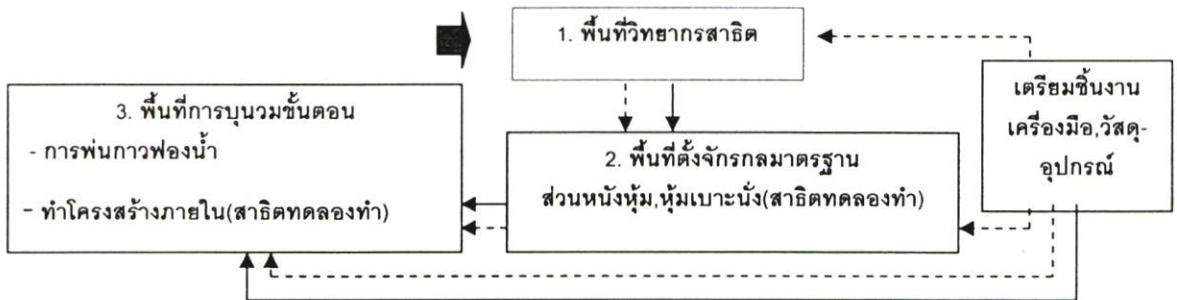 1. พื้นที่วิทยากรสาธิต
เตรียมชิ้นงาน
เครื่องมือ,วัสดุ-
อุปกรณ์
3. พื้นที่การบุนวมขั้นตอน
- การพ่นกาวฟองน้ำ
- ทำโครงสร้างภายใน(สาธิตทดลองทำ)
2. พื้นที่ตั้งจักรกลมาตรฐาน
ส่วนหนังหุ้ม,หุ้มเบาะนั่ง(สาธิตทดลองทำ)